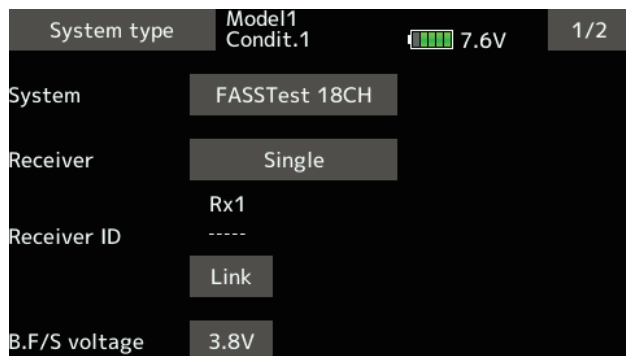 System type
Model1
Condit.1
7.6V
1/2
System
FASSTest 18CH
Receiver
Single
Rx1
Receiver ID
-----
Link
B.F/S voltage
3.8V